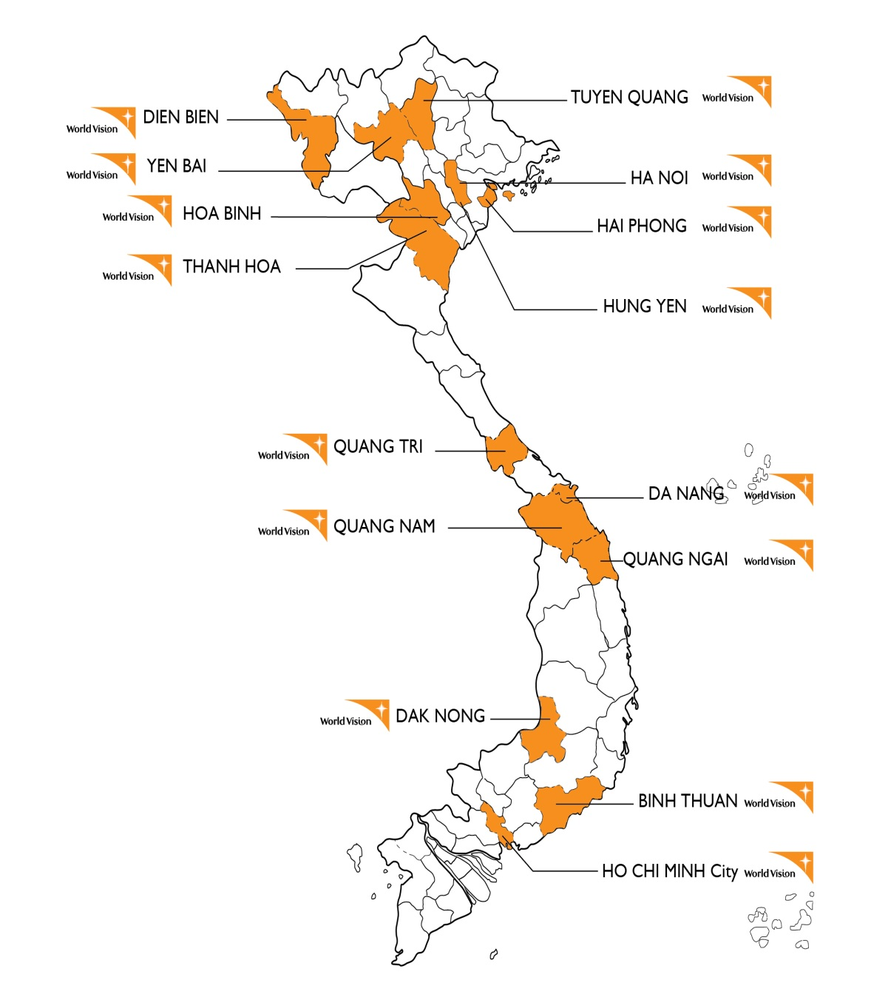 TUYEN QUANG World Vision
World Vision DIEN BIEN
World Vision YEN BAI
HA NOI World Vision
World Vision HOA BINH
HAI PHONG World Vision
World Vision THANH HOA
HUNG YEN World Vision
World Vision QUANG TRI
DA NANG World Vision
World Vision QUANG NAM
QUANG NGAI World Vision
World Vision DAK NONG
BINH THUAN World Vision
HO CHI MINH City World Vision